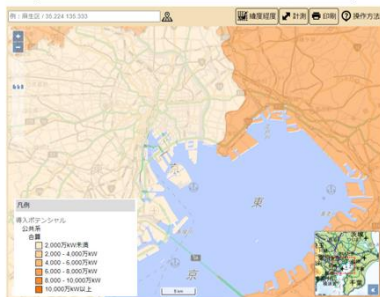 例：麻生区 / 35.224 135.333
緯度経度 計測 印刷 操作方法
東
京
凡例
導入ポテンシャル
公共系
合算
2,000万kW未満
2,000 - 4,000万kW
4,000 - 6,000万kW
6,000 - 8,000万kW
8,000 - 10,000万kW
10,000万kW以上
千葉